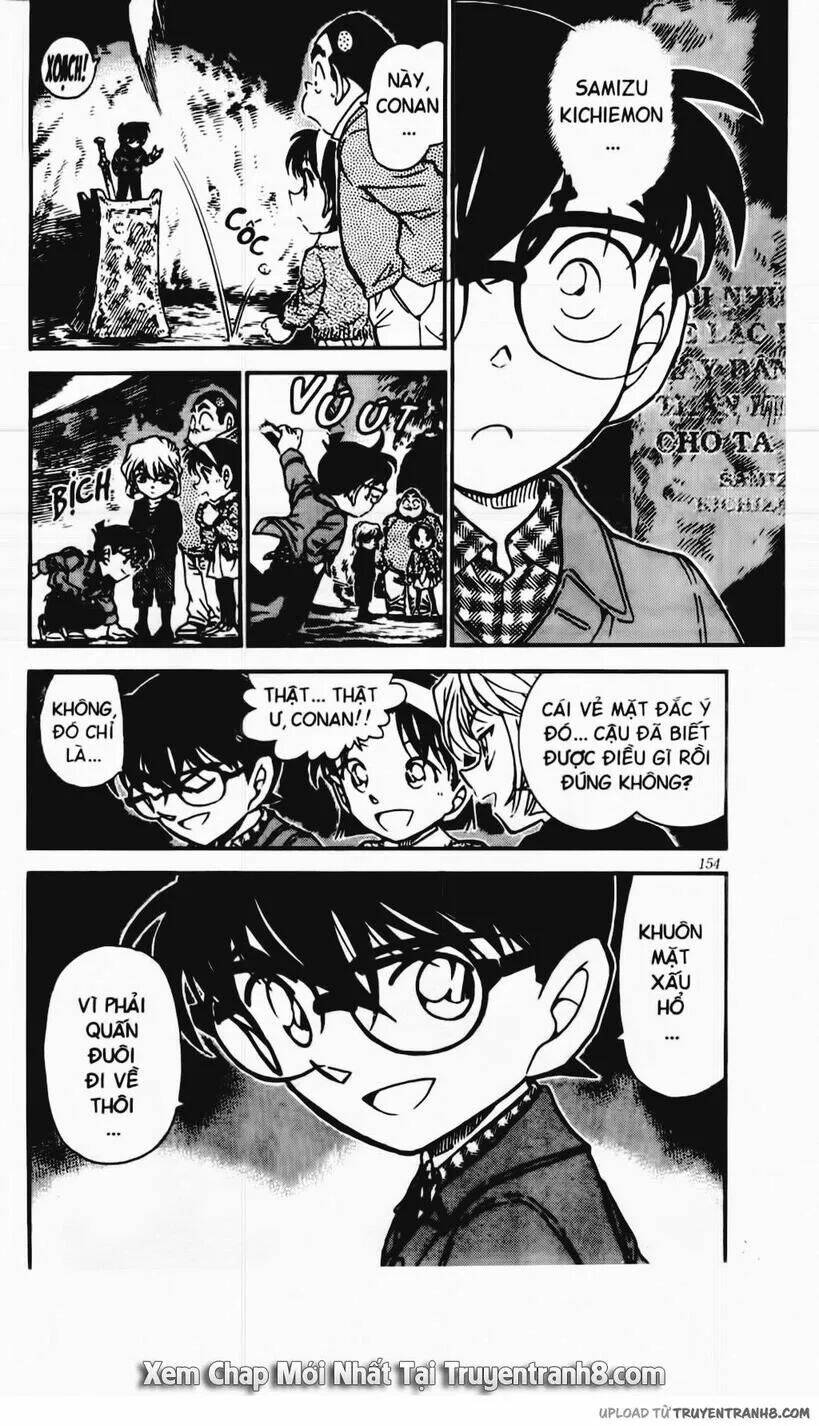 SAMIZU
KICHIEMON
...
NÀY,
CONAN
...
XOẠCH!
CỐC
CHO TA
VÚÚT
BỊCH
CÁI VẺ MẶT ĐẮC Ý
ĐÓ... CẬU ĐÃ BIẾT
ĐƯỢC ĐIỀU GÌ RỒI
ĐÚNG KHÔNG?
THẬT... THẬT
Ư, CONAN!!
KHÔNG,
ĐÓ CHỈ
LÀ...
154
KHUÔN
MẶT
XẤU
HỔ
...
VÌ PHẢI
QUẤN
ĐUÔI
ĐI VỀ
THÔI
...
Xem Chap Mới Nhất Tại Truyentranh8.com
UPLOAD TỪ TRUYENTRANH8.COM